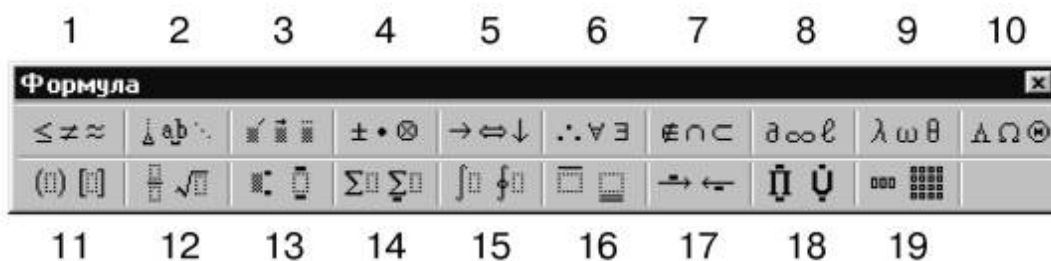 1 2 3 4 5 6 7 8 9 10
Формула
≤ ≠ ≈ a͟b ⋱ ± • ⊗ → ⇔ ↓ ∴ ∀ ∃ ∉ ∩ ⊂ ∂ ∞ ℓ λ ω θ Λ Ω Θ
(▯) [▯] √▯ Σ▯ Σ▯ ∫▯ ∮▯ → ← Π Ů
11 12 13 14 15 16 17 18 19